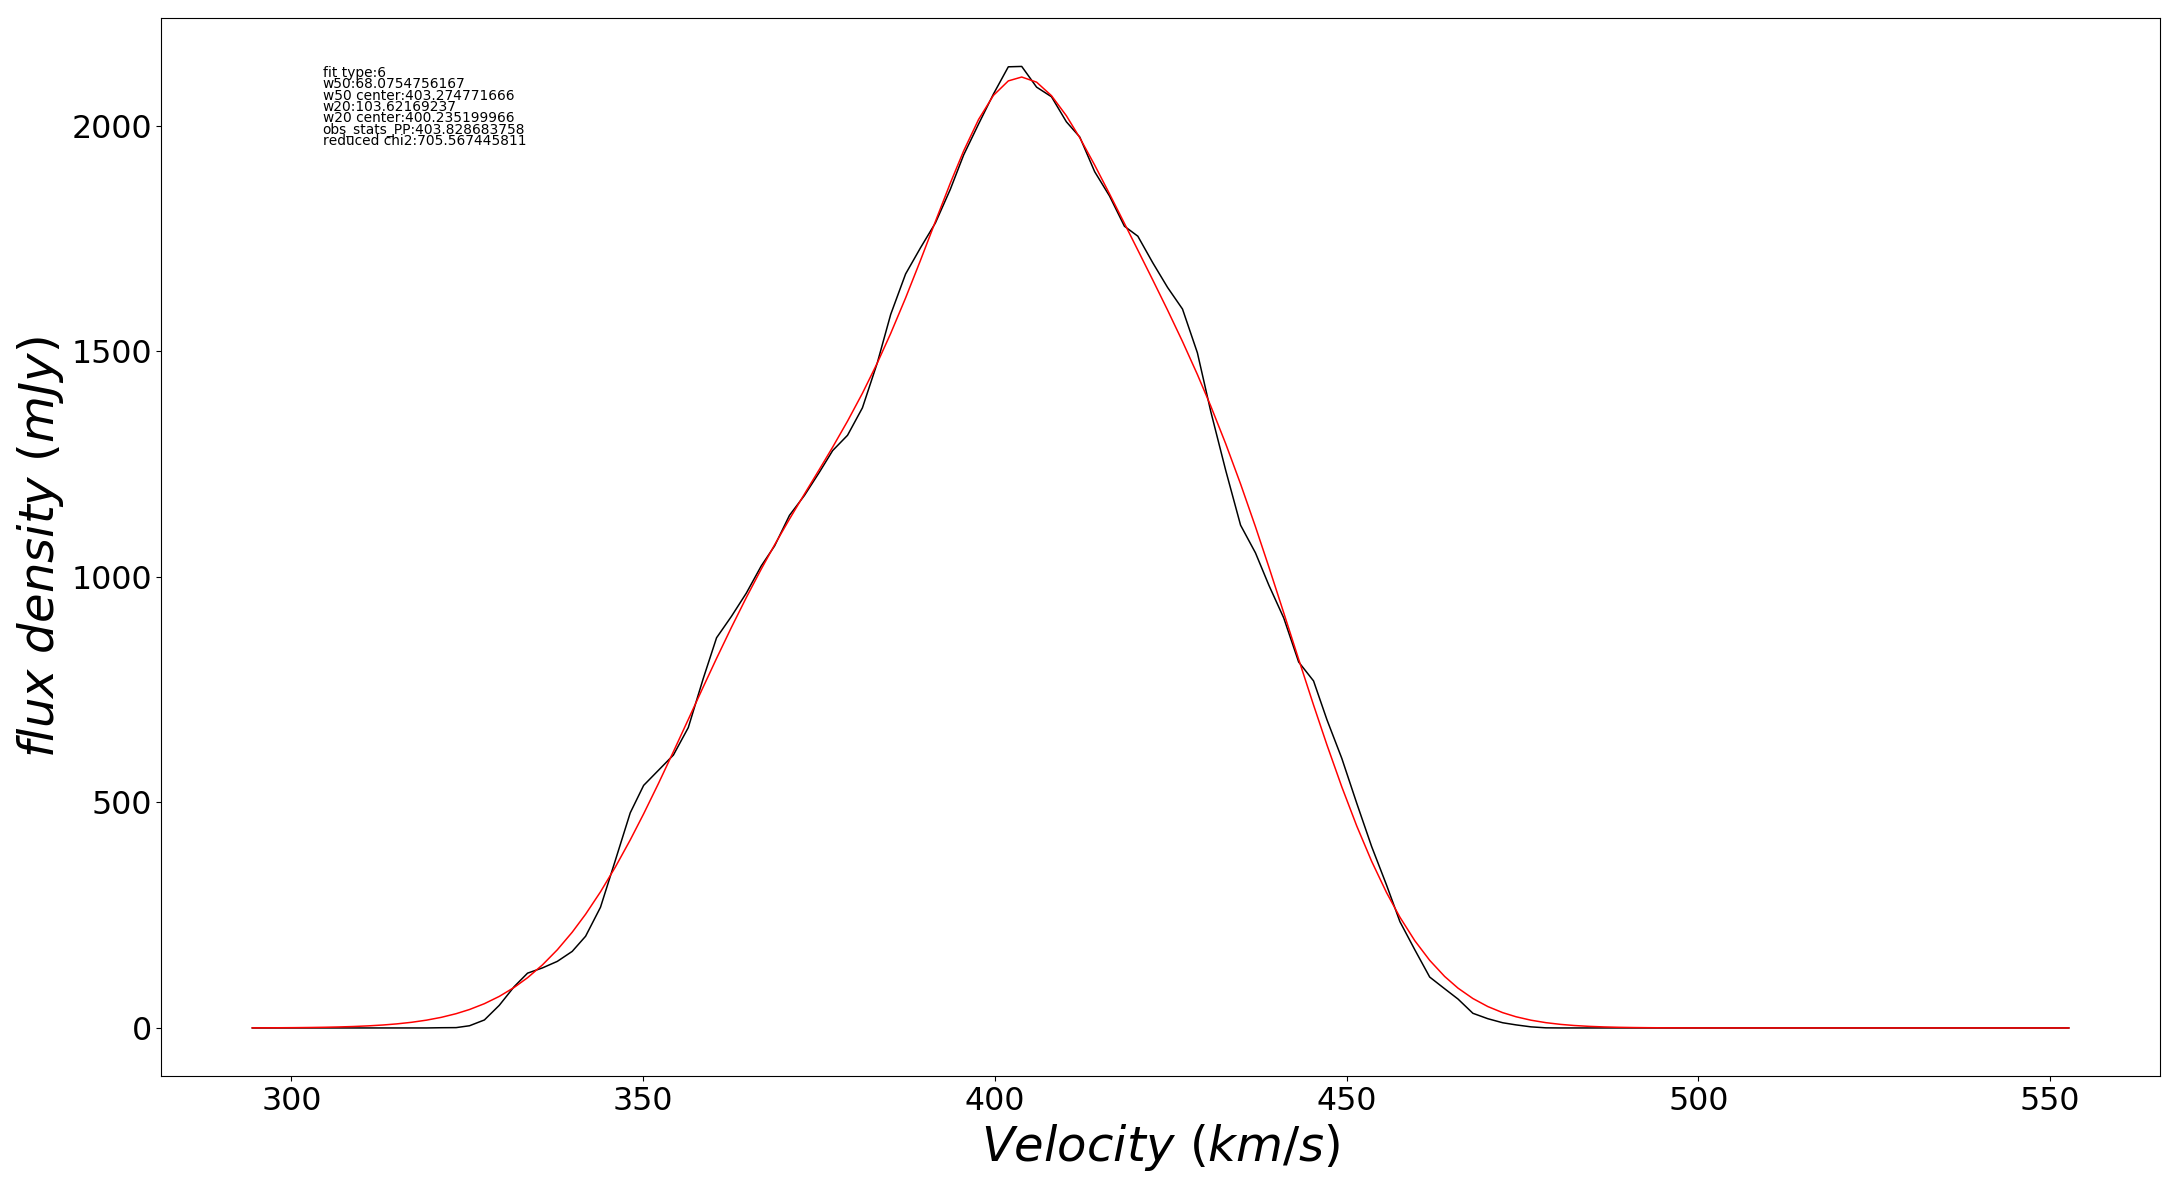 fit type:6
w50:68.0754756167
w50 center:403.274771666
w20:103.62169237
w20 center:400.235199966
obs_stats_PP:403.828683758
reduced chi2:705.567445811
flux density (mJy)
2000
1500
1000
500
0
300 350 400 450 500 550
Velocity (km/s)